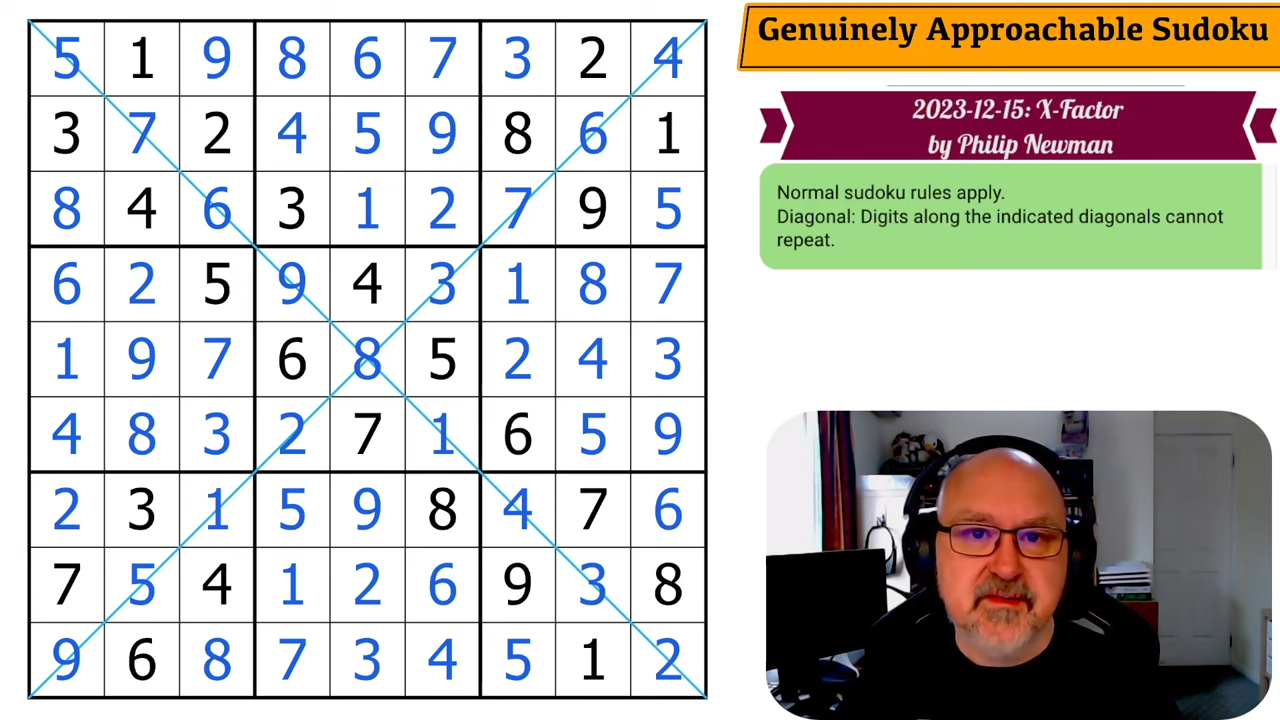 Genuinely Approachable Sudoku
2023-12-15: X-Factor
by Philip Newman
Normal sudoku rules apply.
Diagonal: Digits along the indicated diagonals cannot
repeat.
5 1 9 8 6 7 3 2 4
3 7 2 4 5 9 8 6 1
8 4 6 3 1 2 7 9 5
6 2 5 9 4 3 1 8 7
1 9 7 6 8 5 2 4 3
4 8 3 2 7 1 6 5 9
2 3 1 5 9 8 4 7 6
7 5 4 1 2 6 9 3 8
9 6 8 7 3 4 5 1 2